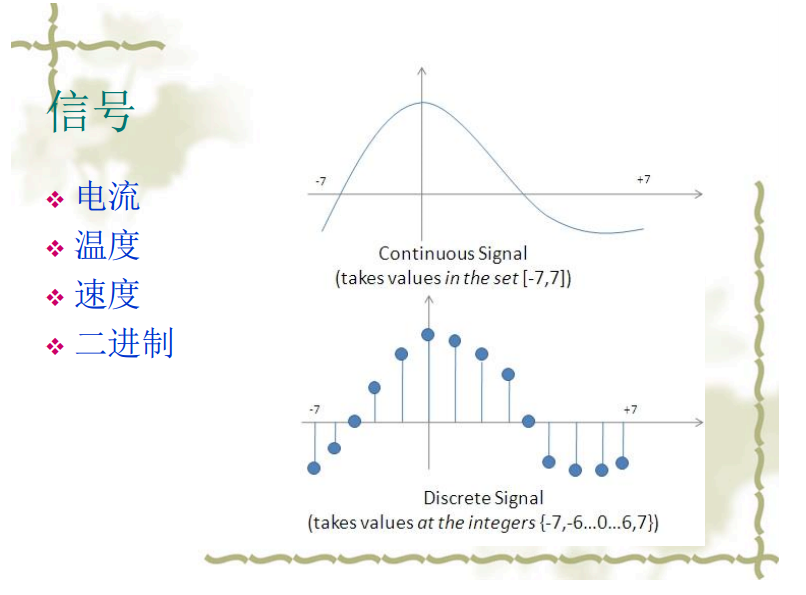 信号
电流
温度
速度
二进制
-7
+7
Continuous Signal
(takes values in the set [-7,7])
-7
+7
Discrete Signal
(takes values at the integers {-7,-6...0...6,7})